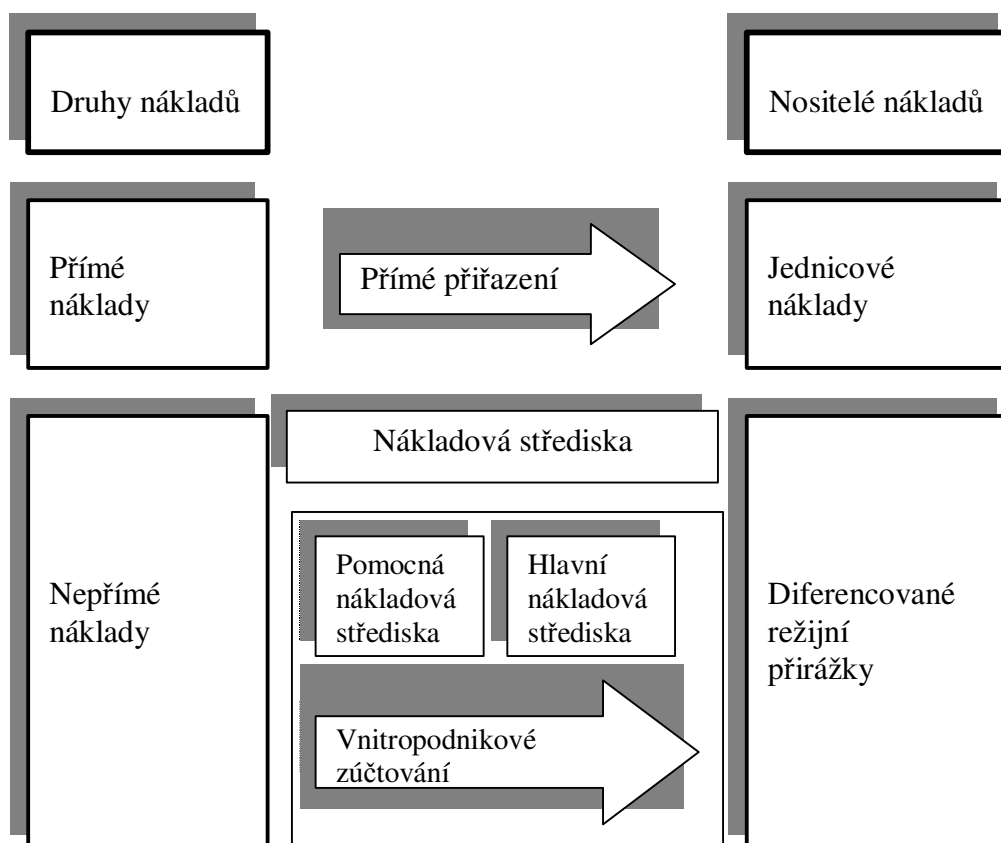 Druhy nákladů
Nositelé nákladů
Přímé
náklady
Přímé přiřazení
Jednicové
náklady
Nákladová střediska
Nepřímé
náklady
Pomocná
nákladová
střediska
Hlavní
nákladová
střediska
Vnitropodnikové
zúčtování
Diferencované
režijní
přirážky